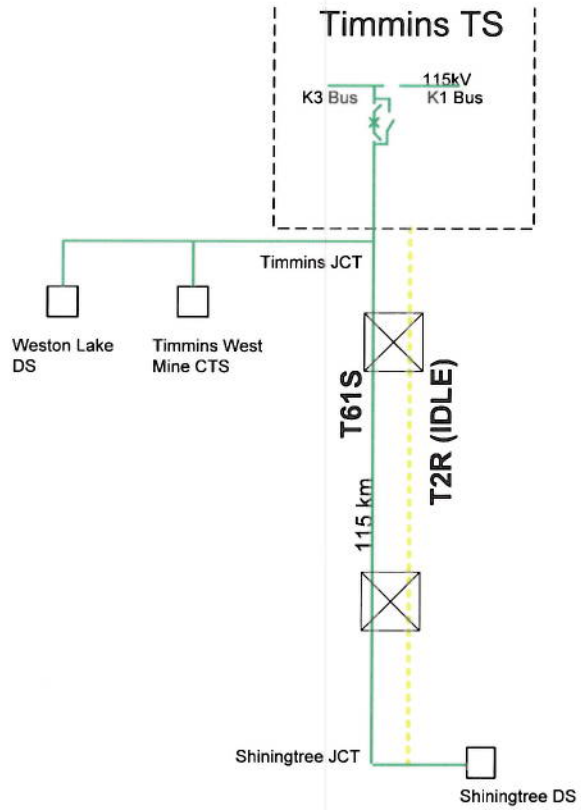 Timmins TS
115kV
K3 Bus
K1 Bus
Timmins JCT
Weston Lake
DS
Timmins West
Mine CTS
T61S
T2R (IDLE)
115 km
Shiningtree JCT
Shiningtree DS